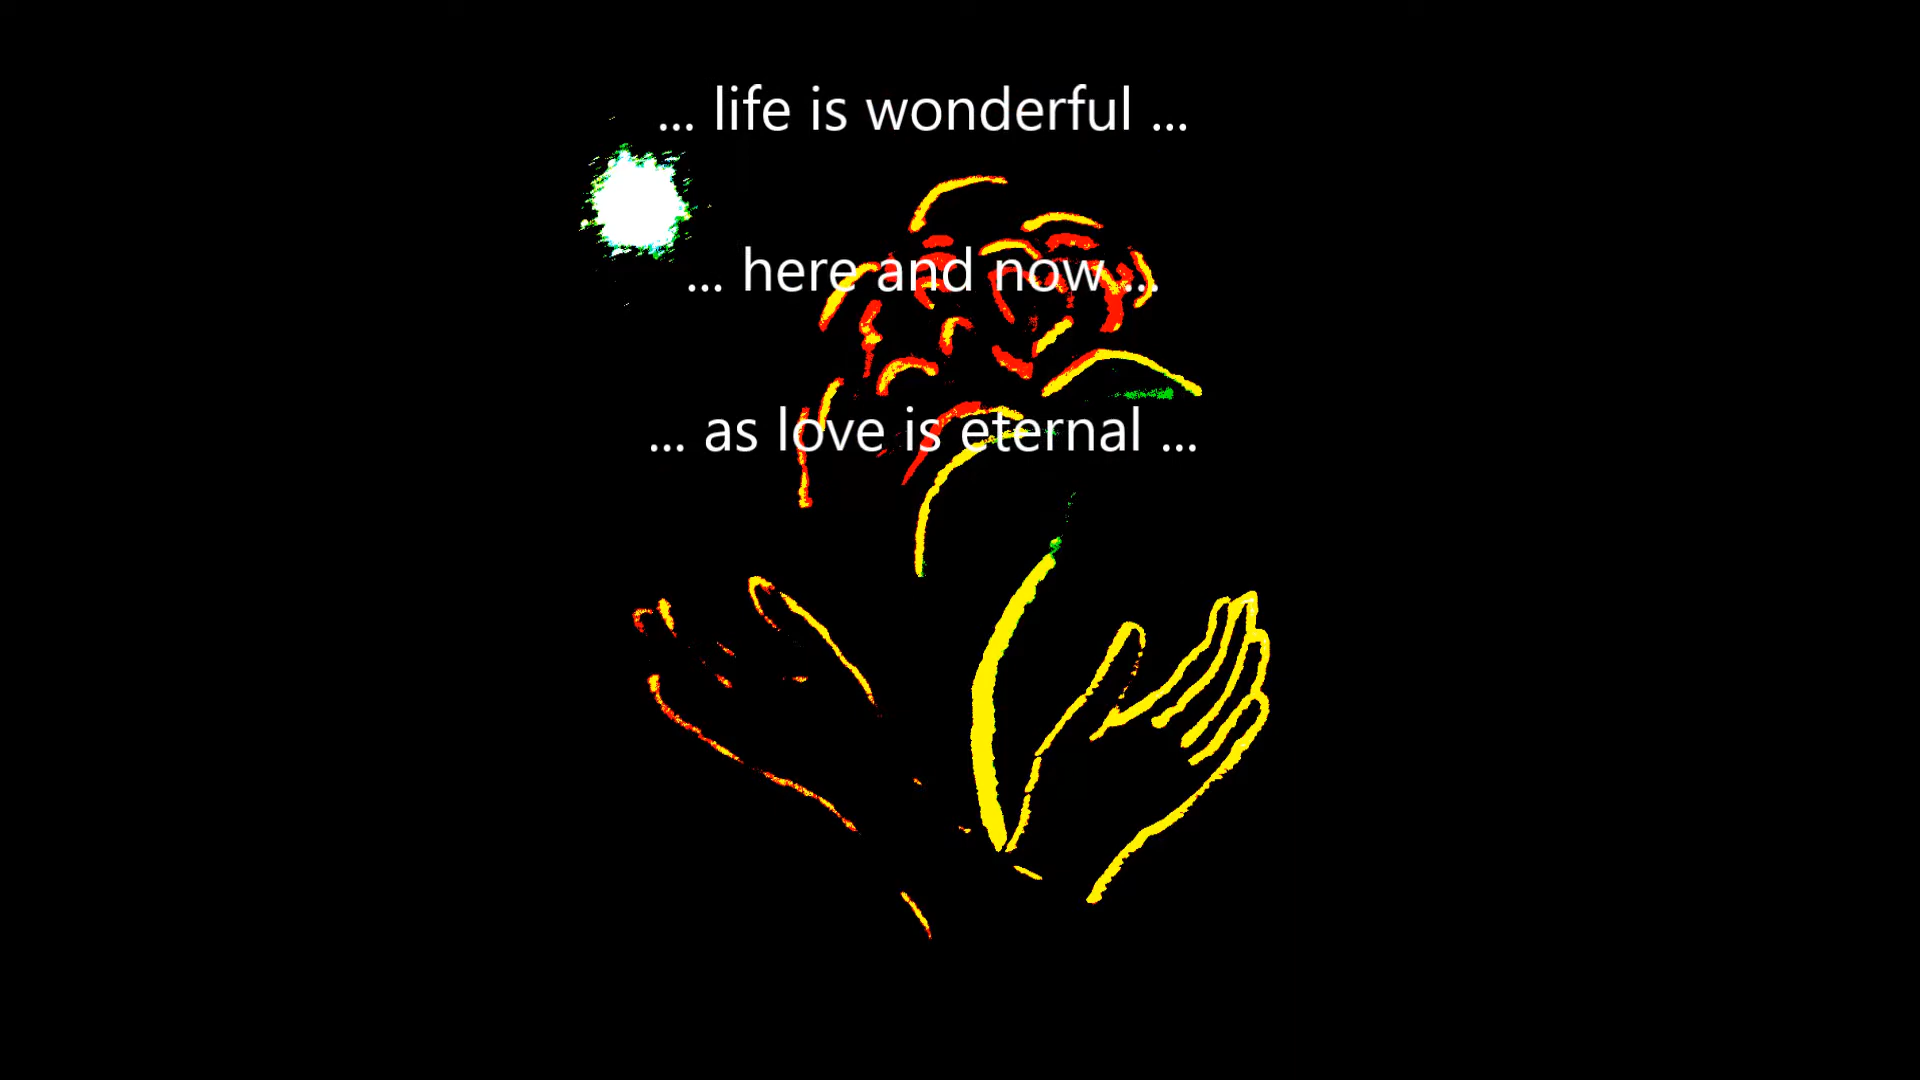 ... life is wonderful ...
... here and now ...
... as love is eternal ...